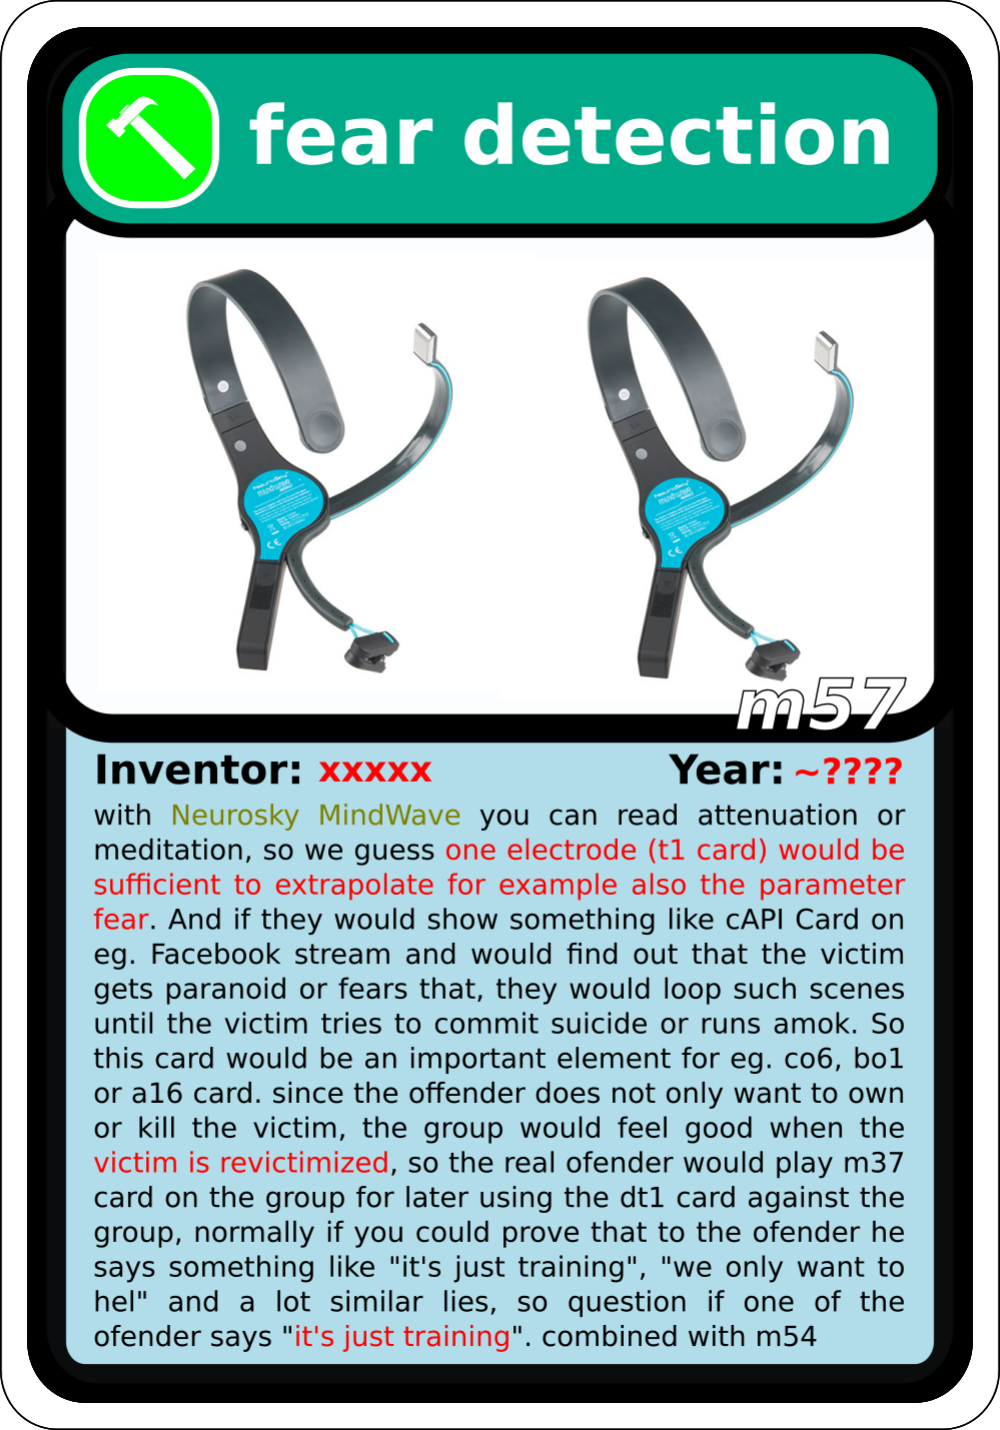 fear detection
m57
Inventor: xxxxx Year: ~????
with Neurosky MindWave you can read attenuation or
meditation, so we guess one electrode (t1 card) would be
sufficient to extrapolate for example also the parameter
fear. And if they would show something like cAPI Card on
eg. Facebook stream and would find out that the victim
gets paranoid or fears that, they would loop such scenes
until the victim tries to commit suicide or runs amok. So
this card would be an important element for eg. co6, bo1
or a16 card. since the offender does not only want to own
or kill the victim, the group would feel good when the
victim is revictimized, so the real ofender would play m37
card on the group for later using the dt1 card against the
group, normally if you could prove that to the ofender he
says something like "it's just training", "we only want to
hel" and a lot similar lies, so question if one of the
ofender says "it's just training". combined with m54